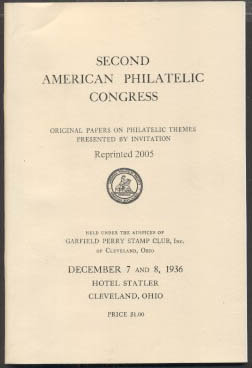 SECOND
AMERICAN PHILATELIC
CONGRESS
ORIGINAL PAPERS ON PHILATELIC THEMES
PRESENTED BY INVITATION
Reprinted 2005
HELD UNDER THE AUSPICES OF
GARFIELD PERRY STAMP CLUB, INC.
OF CLEVELAND, OHIO
DECEMBER 7 AND 8, 1936
HOTEL STATLER
CLEVELAND, OHIO
PRICE $1.00